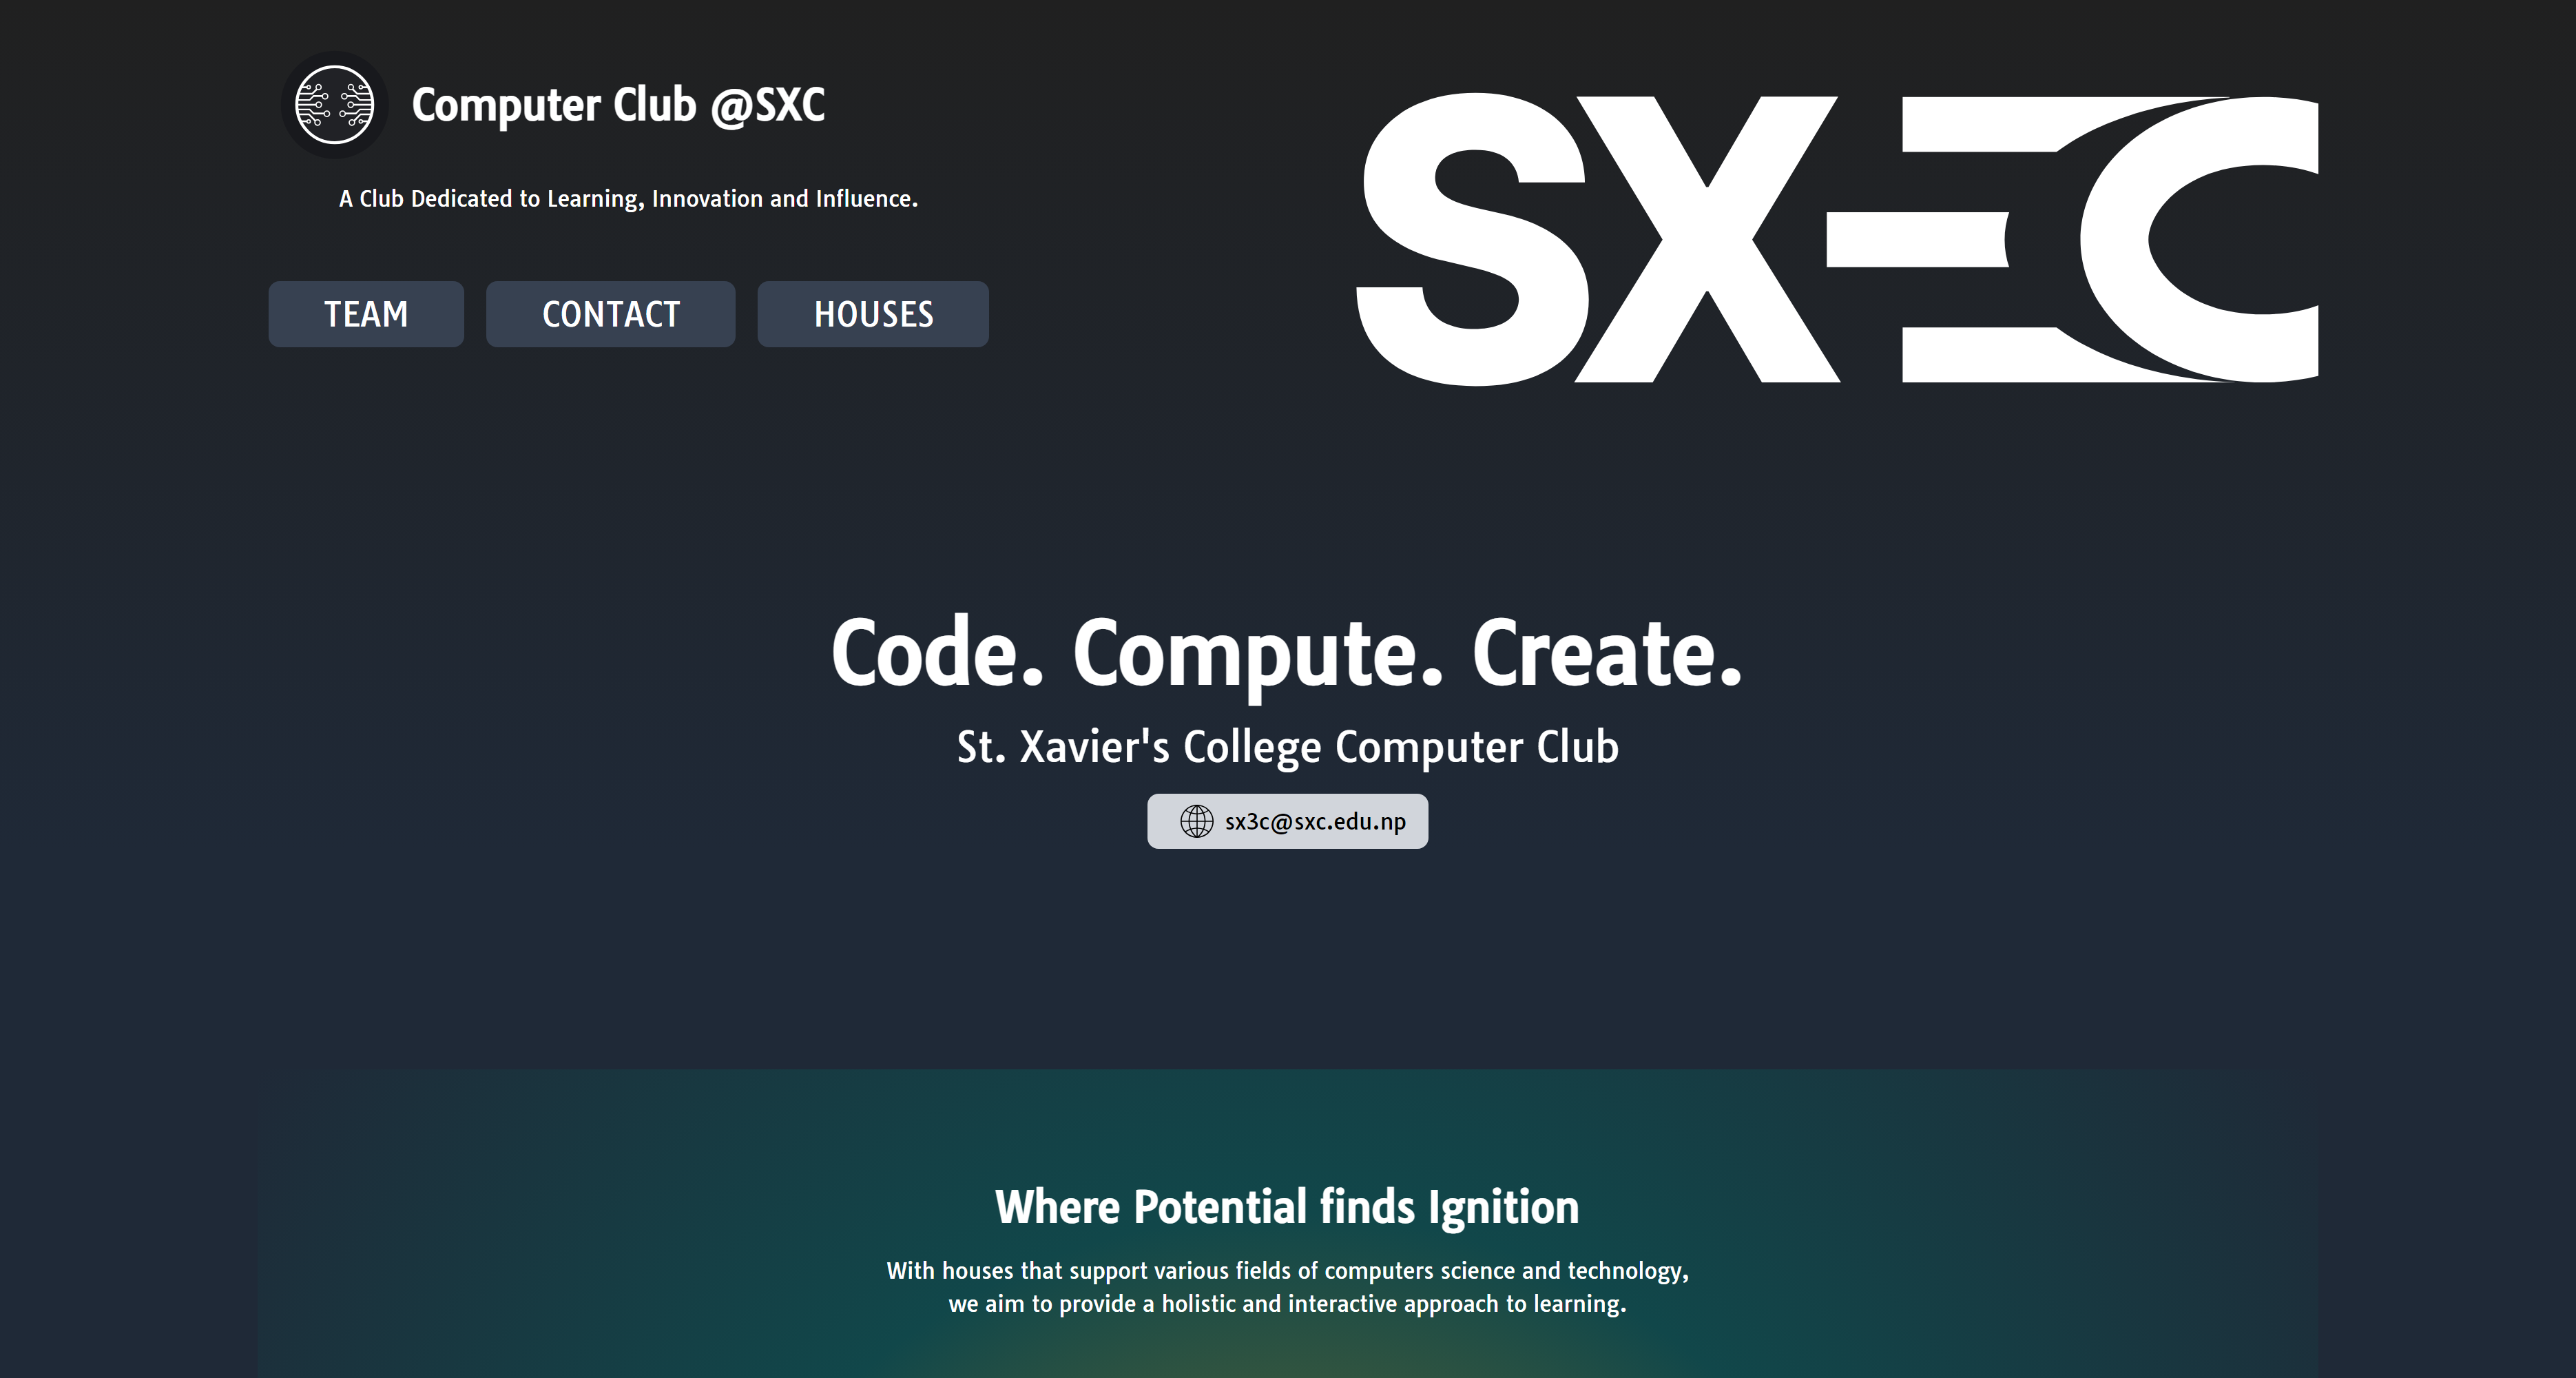 Computer Club @SXC
A Club Dedicated to Learning, Innovation and Influence.
TEAM
CONTACT
HOUSES
SX3C
Code. Compute. Create.
St. Xavier's College Computer Club
sx3c@sxc.edu.np
Where Potential finds Ignition
With houses that support various fields of computers science and technology,
we aim to provide a holistic and interactive approach to learning.